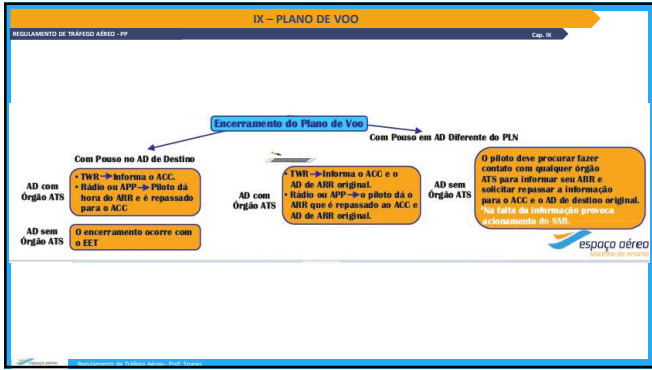 IX – PLANO DE VOO
REGULAMENTO DE TRÁFEGO AÉREO - PP
Cap. IX
Encerramento do Plano de Voo
Com Pouso no AD de Destino
AD com
Órgão ATS
• TWR → Informa o ACC.
• Rádio ou APP → Piloto dá
hora do ARR e é repassado
para o ACC
AD sem
Órgão ATS
O encerramento ocorre com
o EET
Com Pouso em AD Diferente do PLN
AD com
Órgão ATS
• TWR → Informa o ACC e o
AD de ARR original.
• Rádio ou APP → o piloto dá o
ARR que é repassado ao ACC e
AD de ARR original.
AD sem
Órgão ATS
O piloto deve procurar fazer
contato com qualquer órgão
ATS para informar seu ARR e
solicitar repassar a informação
para o ACC e o AD de destino original.
*Na falta da informação provoca
acionamento do SAR.
espaço aéreo
sistema de ensino
espaço aéreo
Regulamento de Tráfego Aéreo– Prof. Soares